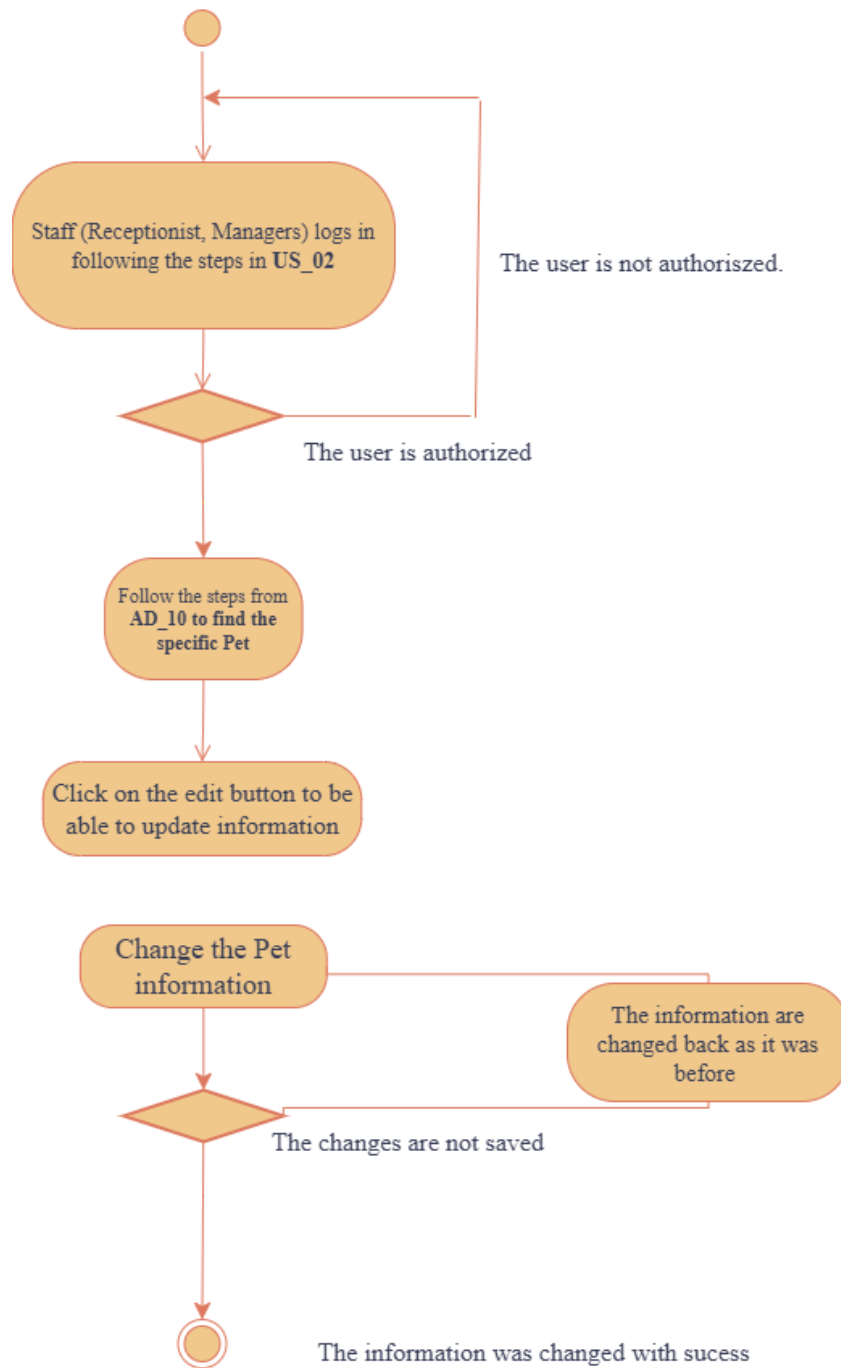 Staff (Receptionist, Managers) logs in
following the steps in US_02
The user is not authoriszed.
The user is authorized
Follow the steps from
AD_10 to find the
specific Pet
Click on the edit button to be
able to update information
Change the Pet
information
The information are
changed back as it was
before
The changes are not saved
The information was changed with sucess